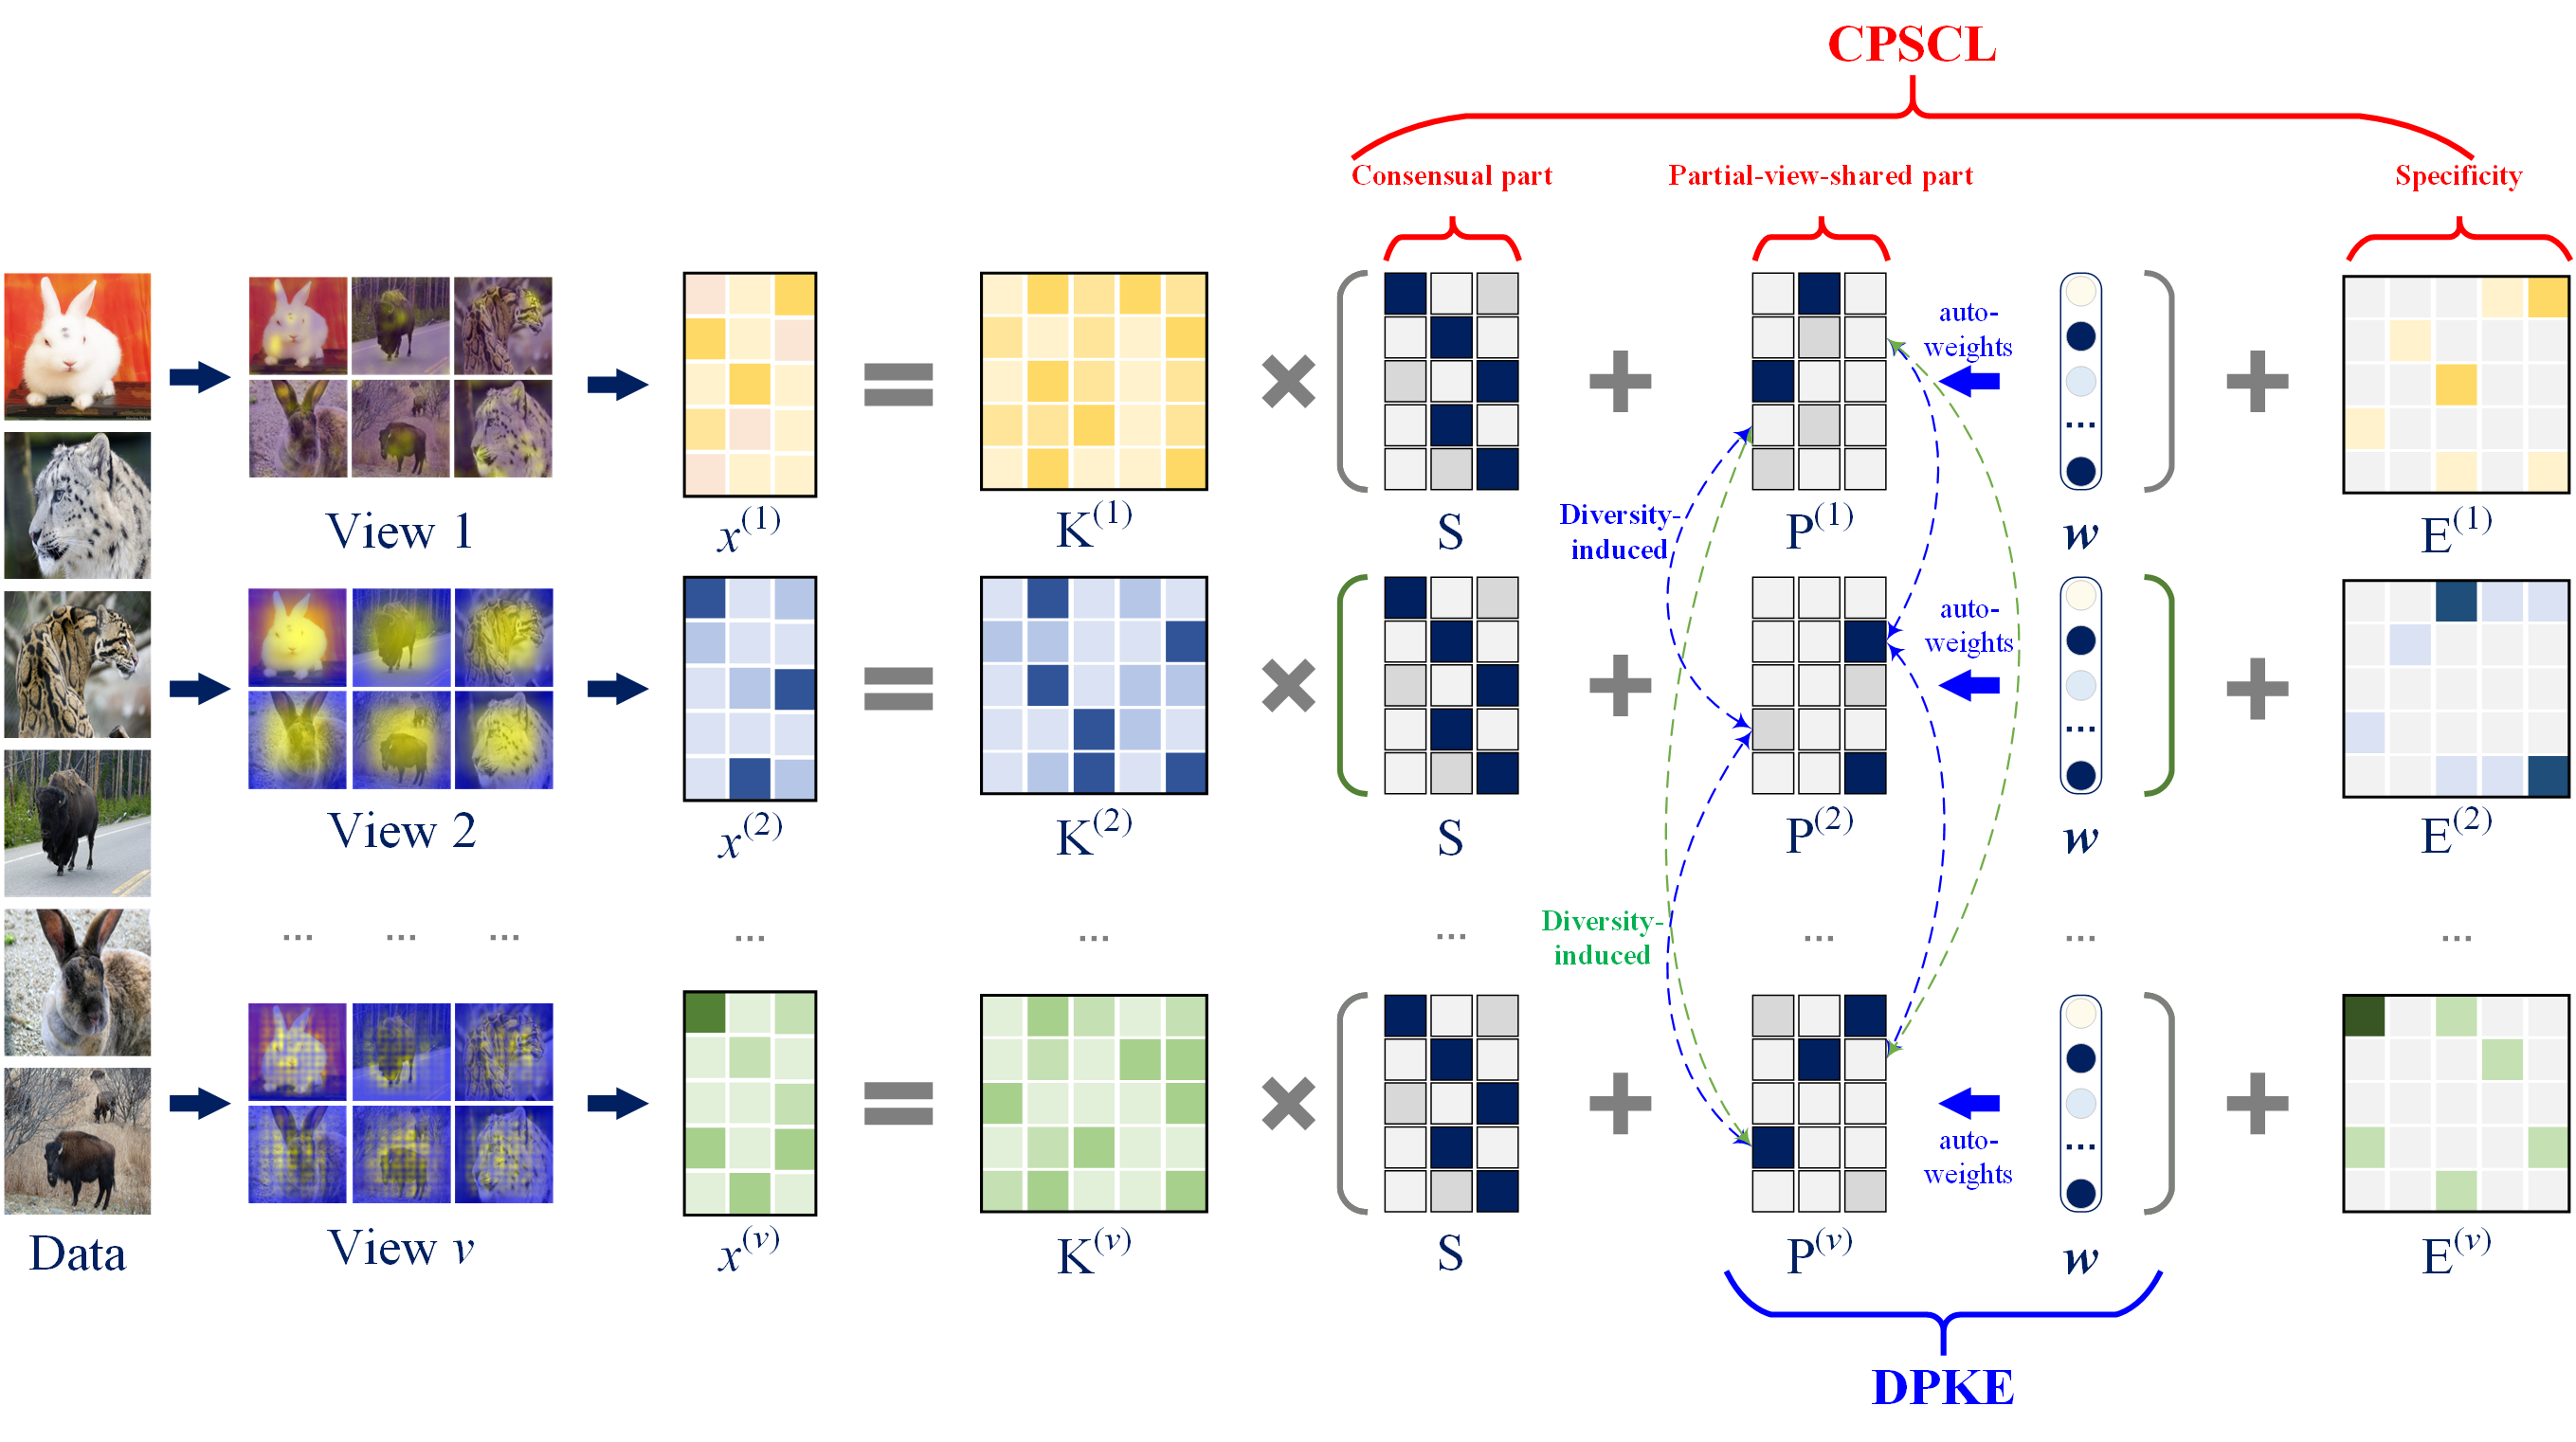 CPSCL
Consensual part
Partial-view-shared part
Specificity
auto-
weights
...
Diversity-
induced
View 1
x(1)
K(1)
S
P(1)
w
E(1)
auto-
weights
...
View 2
x(2)
K(2)
S
P(2)
w
E(2)
Diversity-
induced
... ... ... ... ... ... ... ... ...
auto-
weights
...
Data
View v
x(v)
K(v)
S
P(v)
w
E(v)
DPKE